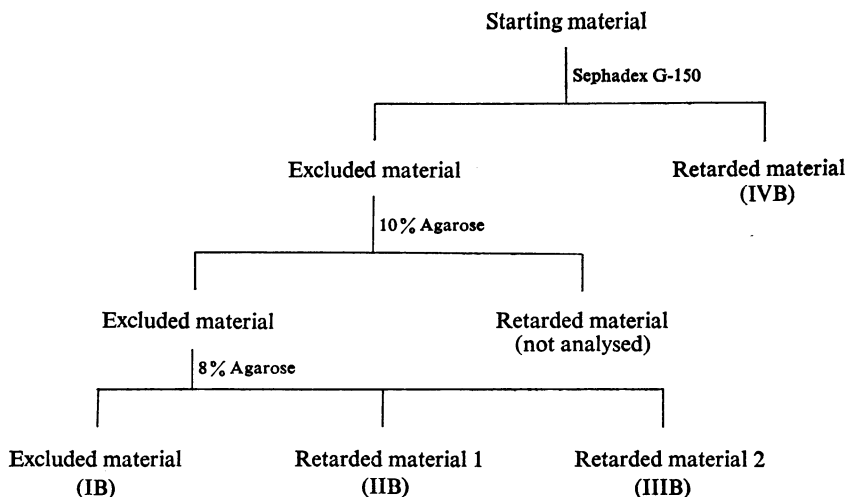 Starting material
Sephadex G-150
Excluded material
Retarded material
(IVB)
10% Agarose
Excluded material
Retarded material
(not analysed)
8% Agarose
Excluded material
(IB)
Retarded material 1
(IIB)
Retarded material 2
(IIIB)